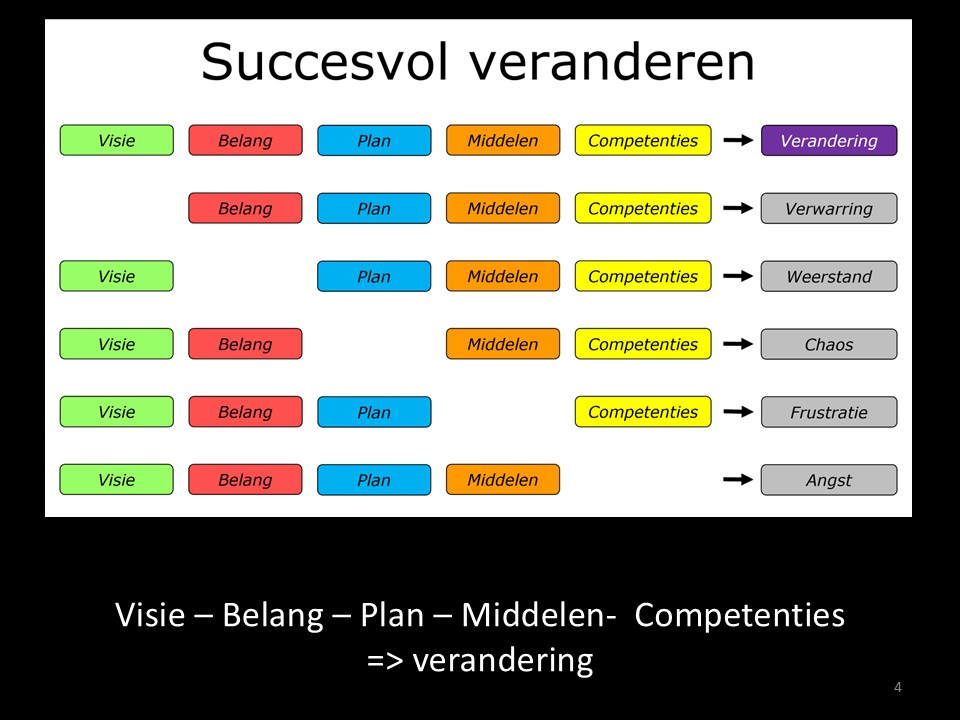 Succesvol veranderen
Visie Belang Plan Middelen Competenties Verandering
Belang Plan Middelen Competenties Verwarring
Visie Plan Middelen Competenties Weerstand
Visie Belang Middelen Competenties Chaos
Visie Belang Plan Competenties Frustratie
Visie Belang Plan Middelen Angst
Visie – Belang – Plan – Middelen- Competenties
=> verandering
4